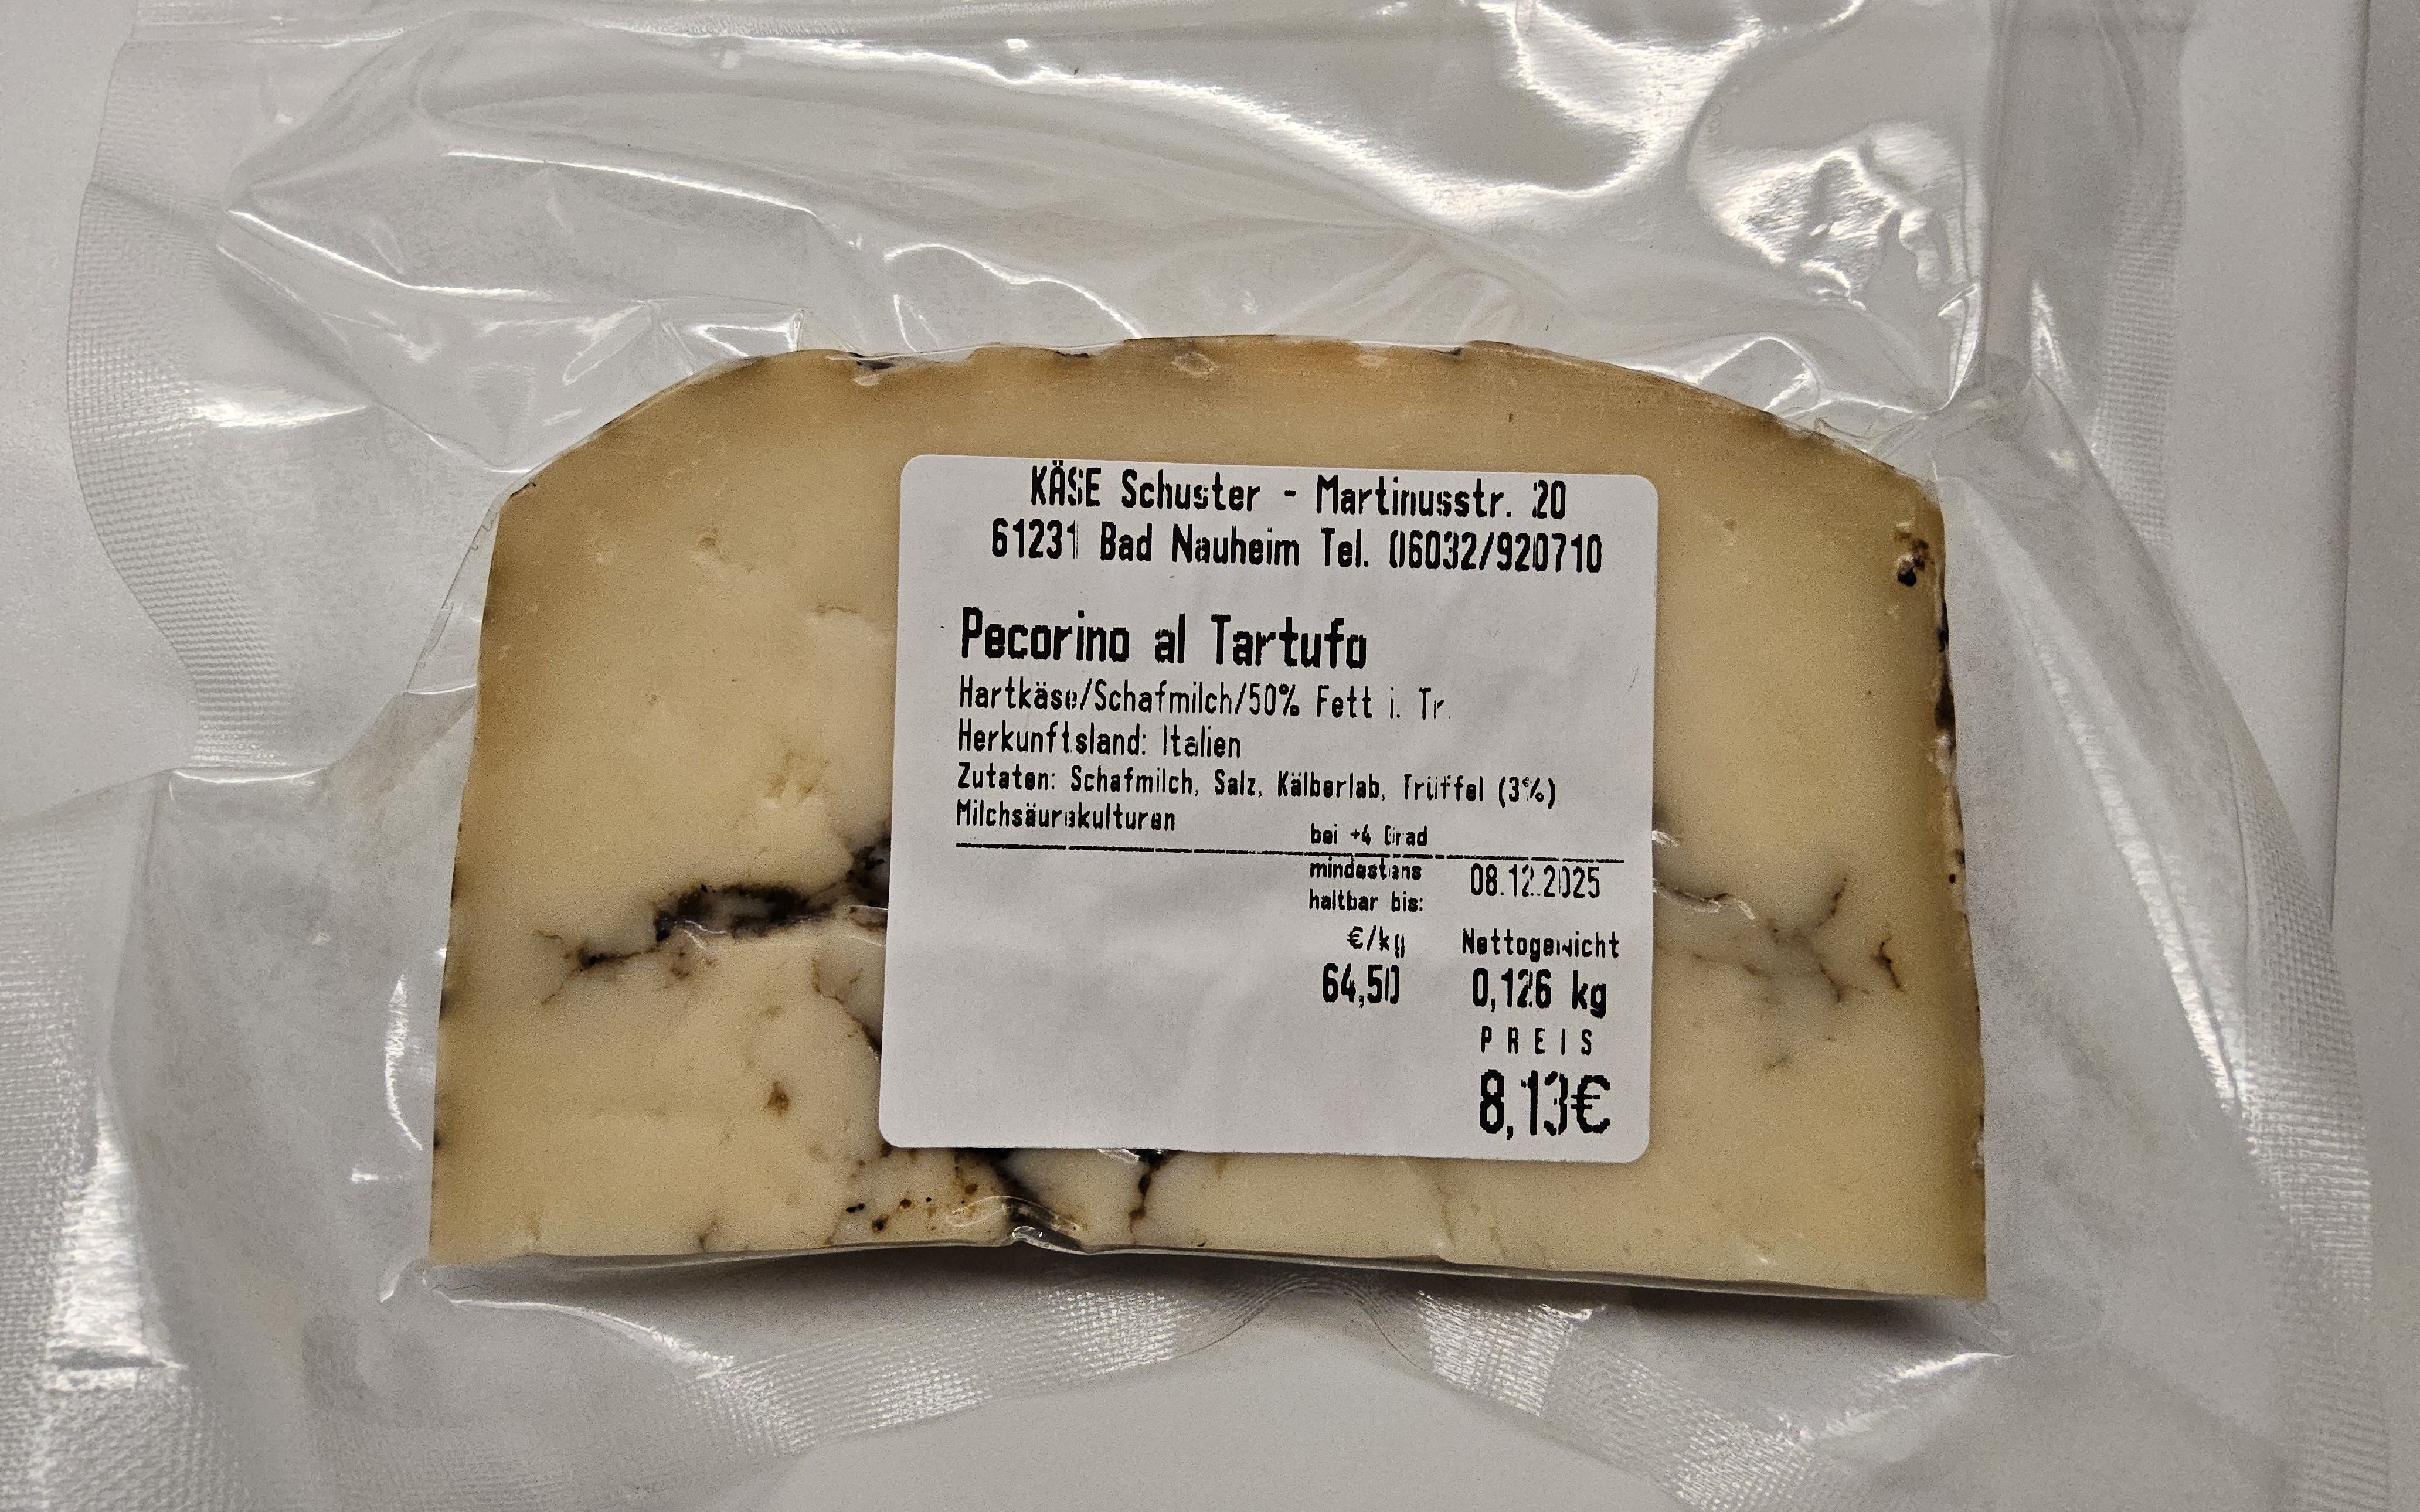 KÄSE Schuster - Martinusstr. 20
61231 Bad Nauheim Tel. 06032/920710
Pecorino al Tartufo
Hartkäse/Schafmilch/50% Fett i. Tr.
Herkunftsland: Italien
Zutaten: Schafmilch, Salz, Kälberlab, Trüffel (3%)
Milchsäurekulturen
bei +4 Grad
mindestens 08.12.2025
haltbar bis:
€/kg Nettogewicht
64,50 0,126 kg
PREIS
8,13€